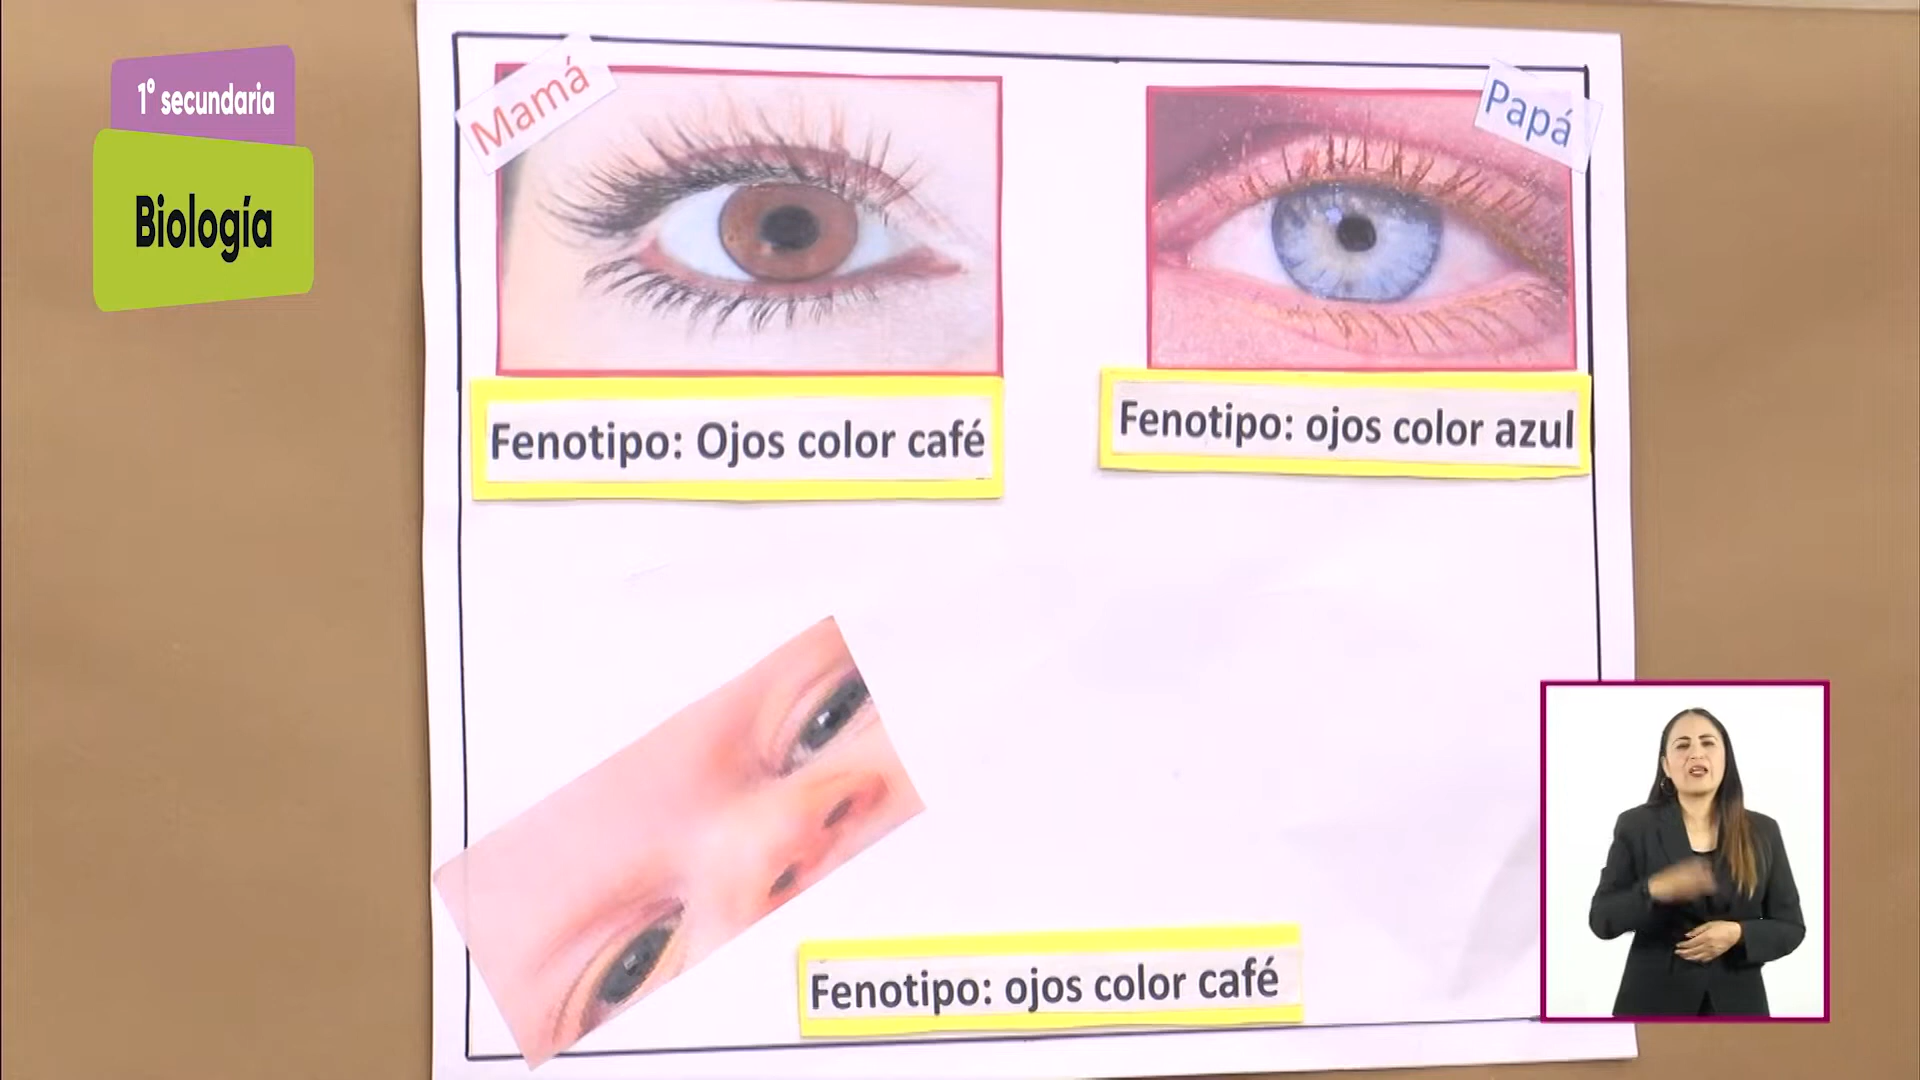 1° secundaria
Biología
Mamá
Papá
Fenotipo: Ojos color café
Fenotipo: ojos color azul
Fenotipo: ojos color café